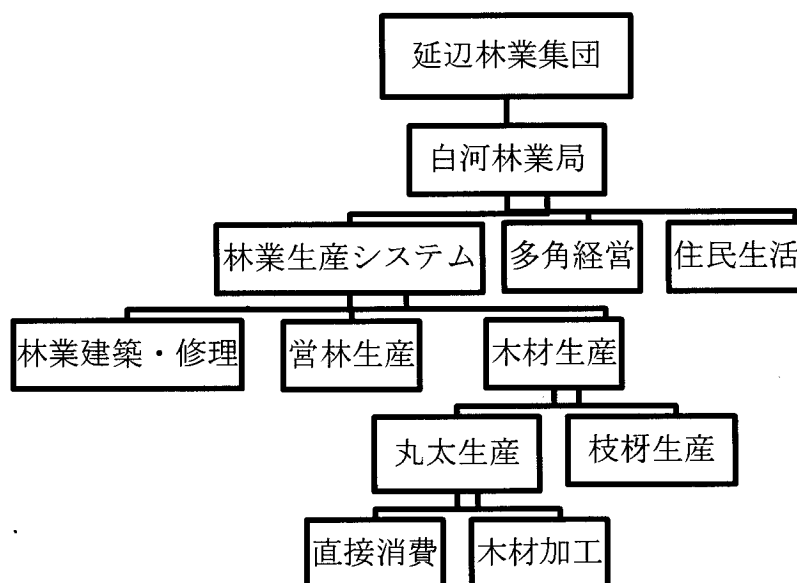 延辺林業集団
白河林業局
林業生産システム
多角経営
住民生活
林業建築・修理
営林生産
木材生産
丸太生産
枝枒生産
直接消費
木材加工